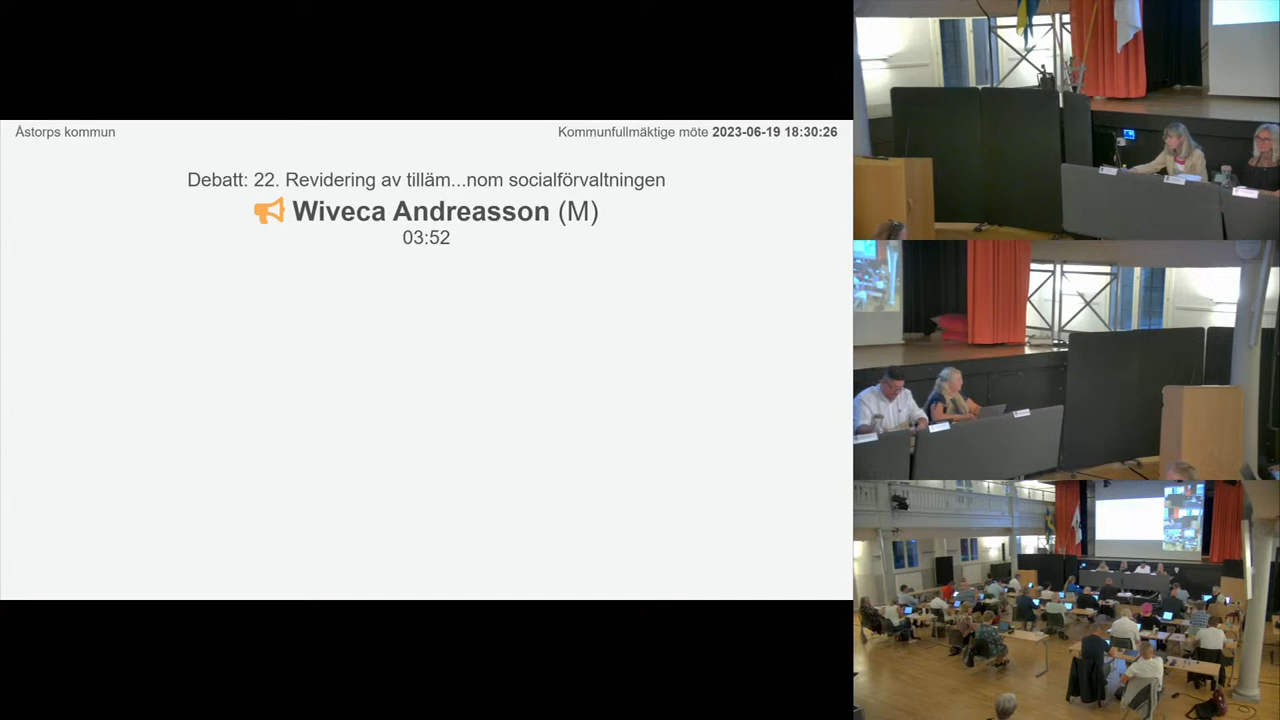 Åstorps kommun
Kommunfullmäktige möte 2023-06-19 18:30:26
Debatt: 22. Revidering av tilläm...nom socialförvaltningen
Wiveca Andreasson (M)
03:52